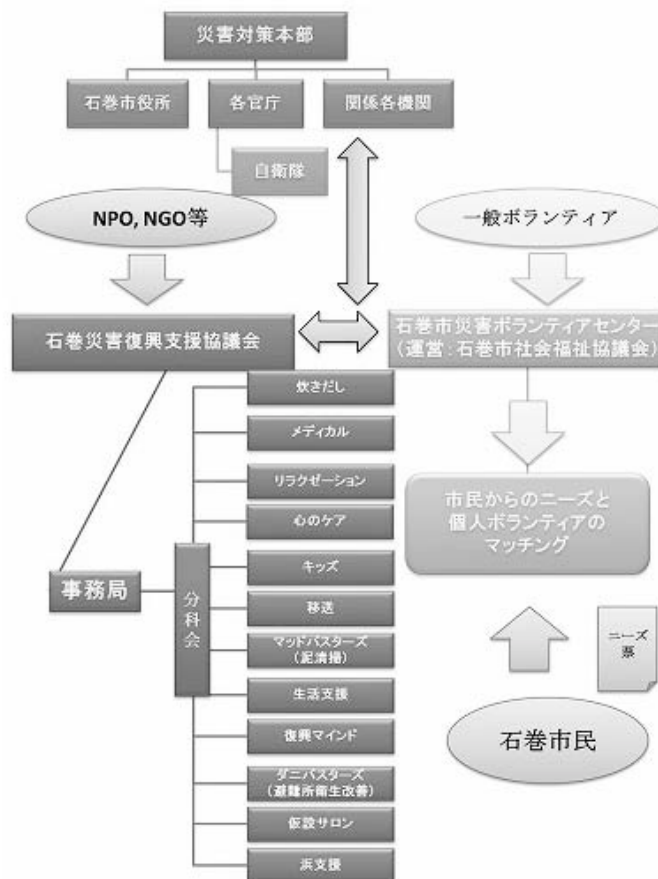 災害対策本部
石巻市役所
各官庁
関係各機関
自衛隊
NPO, NGO等
一般ボランティア
石巻災害復興支援協議会
石巻市災害ボランティアセンター
(運営:石巻市社会福祉協議会)
炊きだし
メディカル
リラクゼーション
心のケア
キッズ
移送
マッドバスターズ
(泥清掃)
生活支援
復興マインド
ダニバスターズ
(避難所衛生改善)
仮設サロン
浜支援
事務局
分科会
市民からのニーズと
個人ボランティアの
マッチング
ニーズ
票
石巻市民